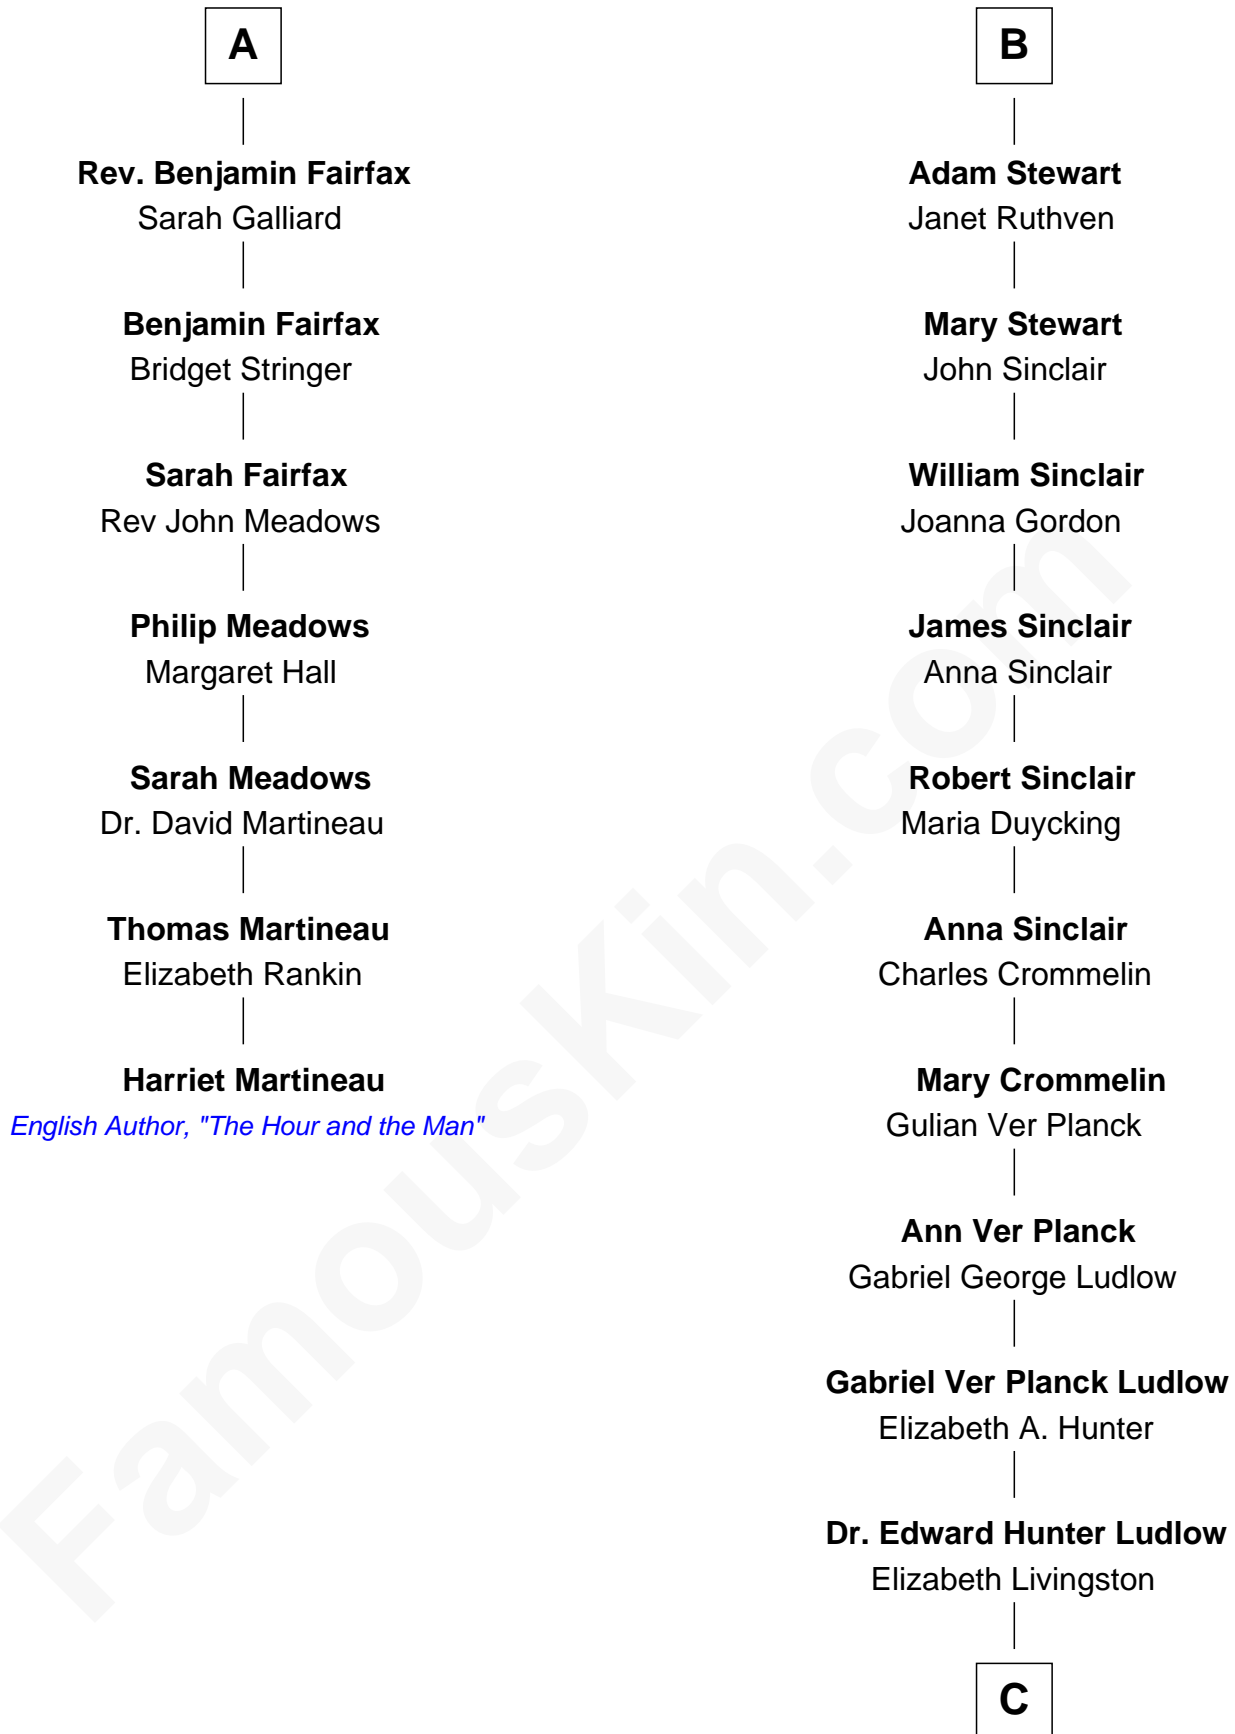 A
Rev. Benjamin Fairfax
Sarah Galliard
Benjamin Fairfax
Bridget Stringer
Sarah Fairfax
Rev John Meadows
Philip Meadows
Margaret Hall
Sarah Meadows
Dr. David Martineau
Thomas Martineau
Elizabeth Rankin
Harriet Martineau
English Author, "The Hour and the Man"
B
Adam Stewart
Janet Ruthven
Mary Stewart
John Sinclair
William Sinclair
Joanna Gordon
James Sinclair
Anna Sinclair
Robert Sinclair
Maria Duycking
Anna Sinclair
Charles Crommelin
Mary Crommelin
Gulian Ver Planck
Ann Ver Planck
Gabriel George Ludlow
Gabriel Ver Planck Ludlow
Elizabeth A. Hunter
Dr. Edward Hunter Ludlow
Elizabeth Livingston
C
FamousKin.com